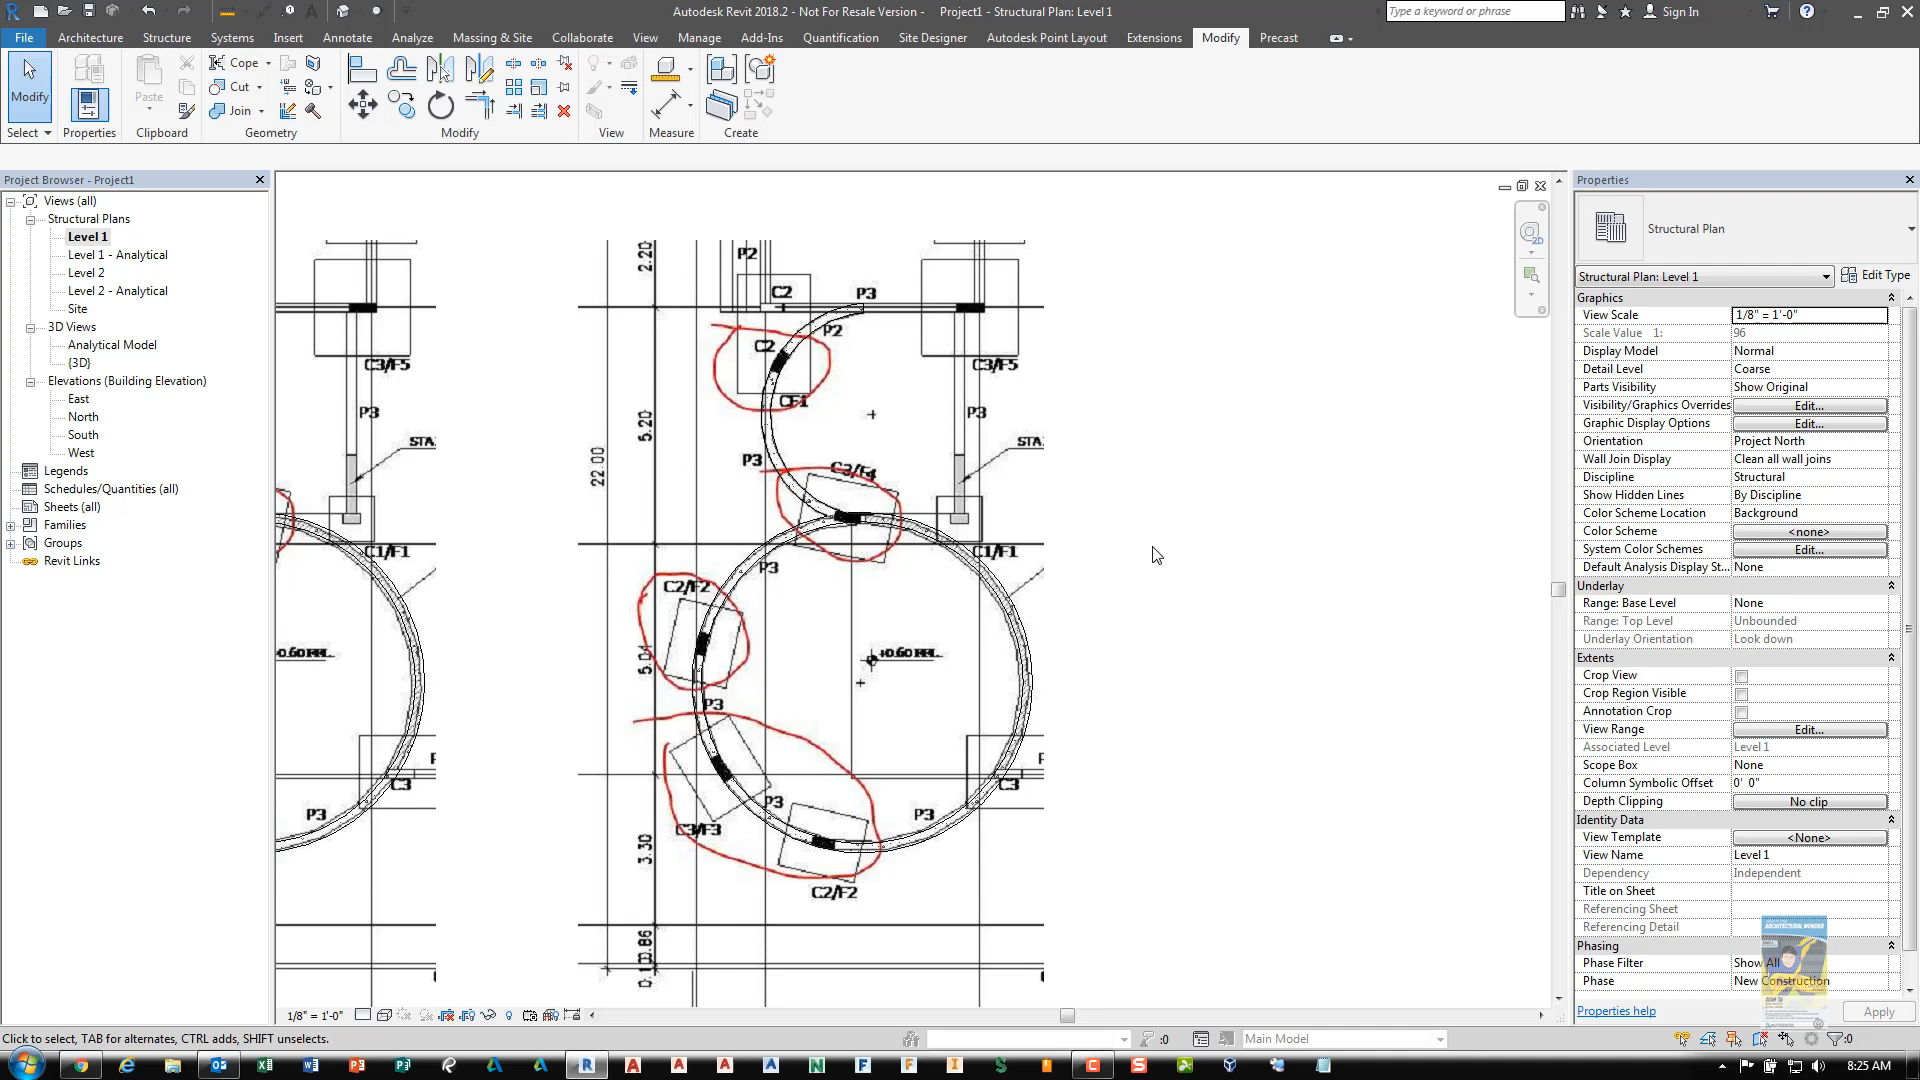 Autodesk Revit 2018.2 - Not For Resale Version - Project1 - Structural Plan: Level 1
Type a keyword or phrase
Sign In
File Architecture Structure Systems Insert Annotate Analyze Massing & Site Collaborate View Manage Add-Ins Quantification Site Designer Autodesk Point Layout Extensions Modify Precast
Modify
Paste
Cope
Cut
Join
Select Properties Clipboard Geometry Modify View Measure Create
Project Browser - Project1
Views (all)
Structural Plans
Level 1
Level 1 - Analytical
Level 2
Level 2 - Analytical
Site
3D Views
Analytical Model
{3D}
Elevations (Building Elevation)
East
North
South
West
Legends
Schedules/Quantities (all)
Sheets (all)
Families
Groups
Revit Links
C3/F5
P3
STA
C1/F1
C3
P3
2.20
5.20
22.00
5.04
3.30
0.86
P2
C2
P3
P2
C2
CF1
C3/F5
P3
P3
STA
C3/F4
C1/F1
P3
C2/F2
P3
P3
C3/F3
C2/F2
C3
P3
2D
Properties
Structural Plan
Structural Plan: Level 1
Edit Type
Graphics
View Scale 1/8" = 1'-0"
Scale Value 1: 96
Display Model Normal
Detail Level Coarse
Parts Visibility Show Original
Visibility/Graphics Overrides Edit...
Graphic Display Options Edit...
Orientation Project North
Wall Join Display Clean all wall joins
Discipline Structural
Show Hidden Lines By Discipline
Color Scheme Location Background
Color Scheme <none>
System Color Schemes Edit...
Default Analysis Display St... None
Underlay
Range: Base Level None
Range: Top Level Unbounded
Underlay Orientation Look down
Extents
Crop View
Crop Region Visible
Annotation Crop
View Range Edit...
Associated Level Level 1
Scope Box None
Column Symbolic Offset 0' 0"
Depth Clipping No clip
Identity Data
View Template <None>
View Name Level 1
Dependency Independent
Title on Sheet
Referencing Sheet
Referencing Detail
Phasing
Phase Filter Show All
Phase New Construction
Properties help
Apply
ARCHITECTURAL WONDER
AUTODESK
1/8" = 1'-0"
Click to select, TAB for alternates, CTRL adds, SHIFT unselects.
:0
Main Model
:0
8:25 AM